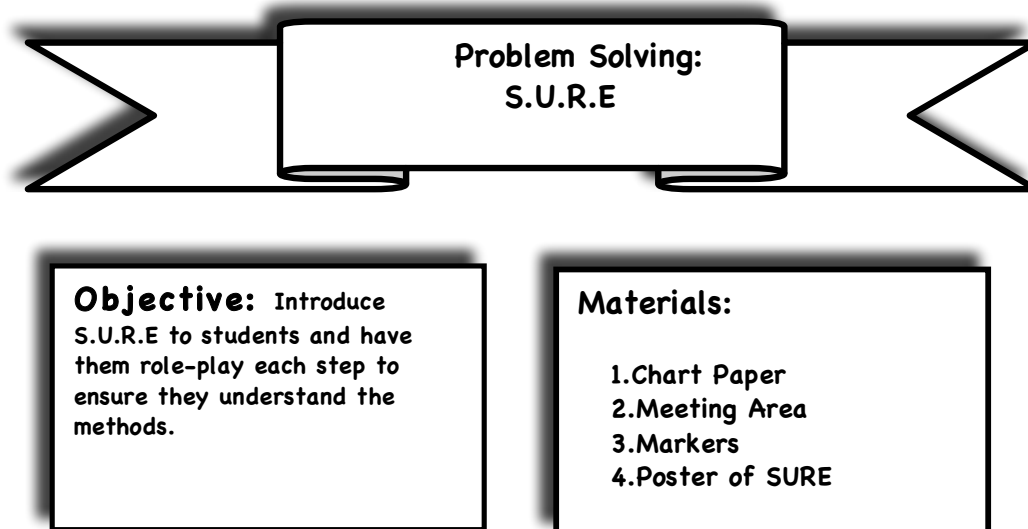 Problem Solving:
S.U.R.E
Objective: Introduce
S.U.R.E to students and have
them role-play each step to
ensure they understand the
methods.
Materials:
1.Chart Paper
2.Meeting Area
3.Markers
4.Poster of SURE